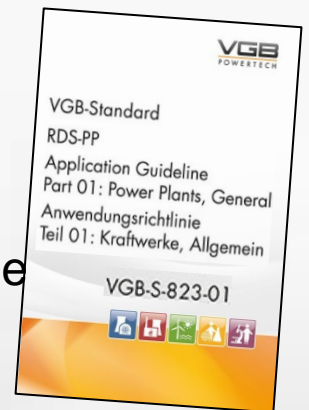 VGB
POWERTECH
VGB-Standard
RDS-PP
Application Guideline
Part 01: Power Plants, General
Anwendungsrichtlinie
Teil 01: Kraftwerke, Allgemein
e
VGB-S-823-01